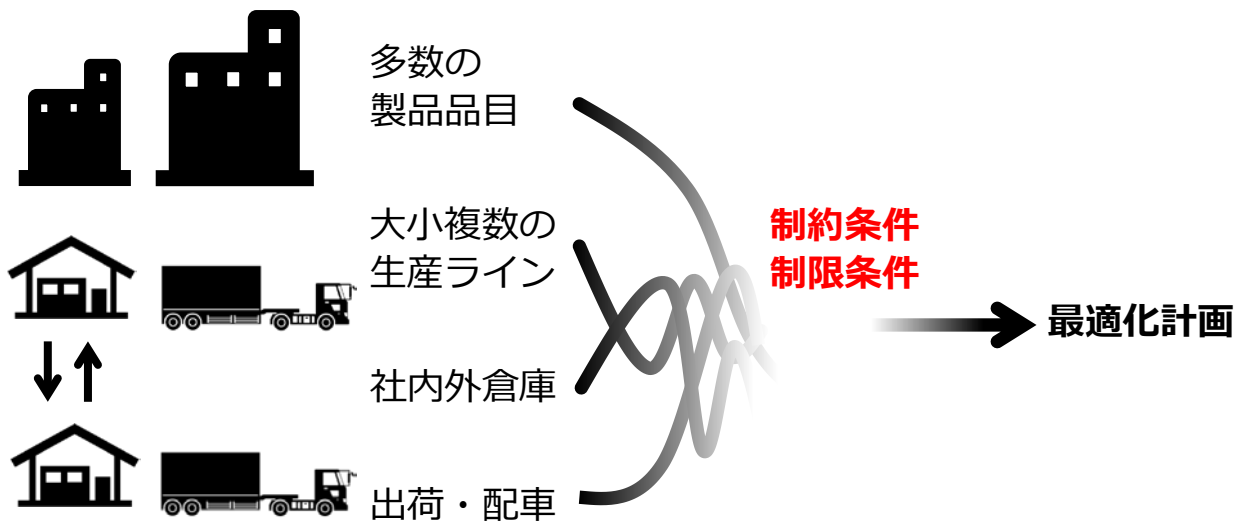 多数の
製品品目
大小複数の
生産ライン
社内外倉庫
出荷・配車
制約条件
制限条件
最適化計画